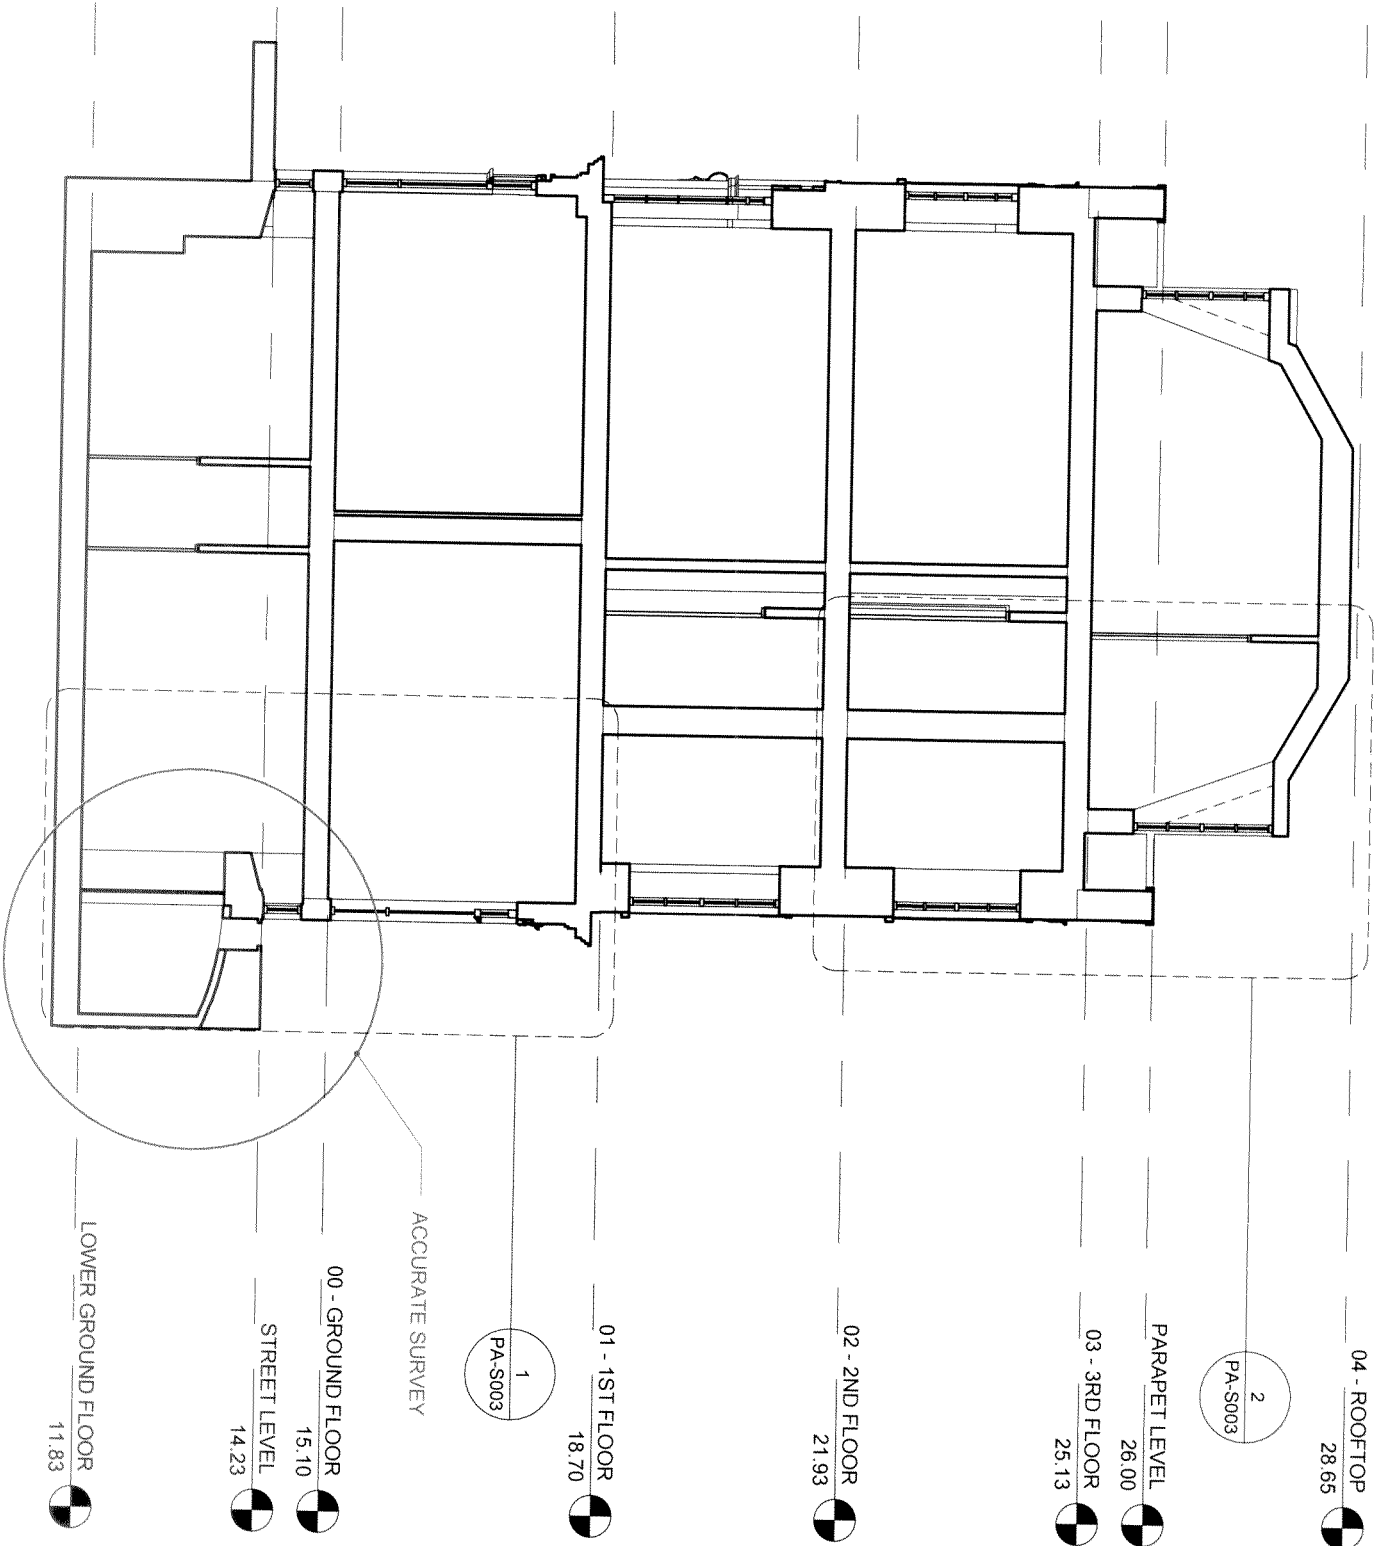 04 - ROOFTOP
28.65
2
PA-S003
PARAPET LEVEL
26.00
03 - 3RD FLOOR
25.13
02 - 2ND FLOOR
21.93
01 - 1ST FLOOR
18.70
1
PA-S003
ACCURATE SURVEY
00 - GROUND FLOOR
15.10
STREET LEVEL
14.23
LOWER GROUND FLOOR
11.83